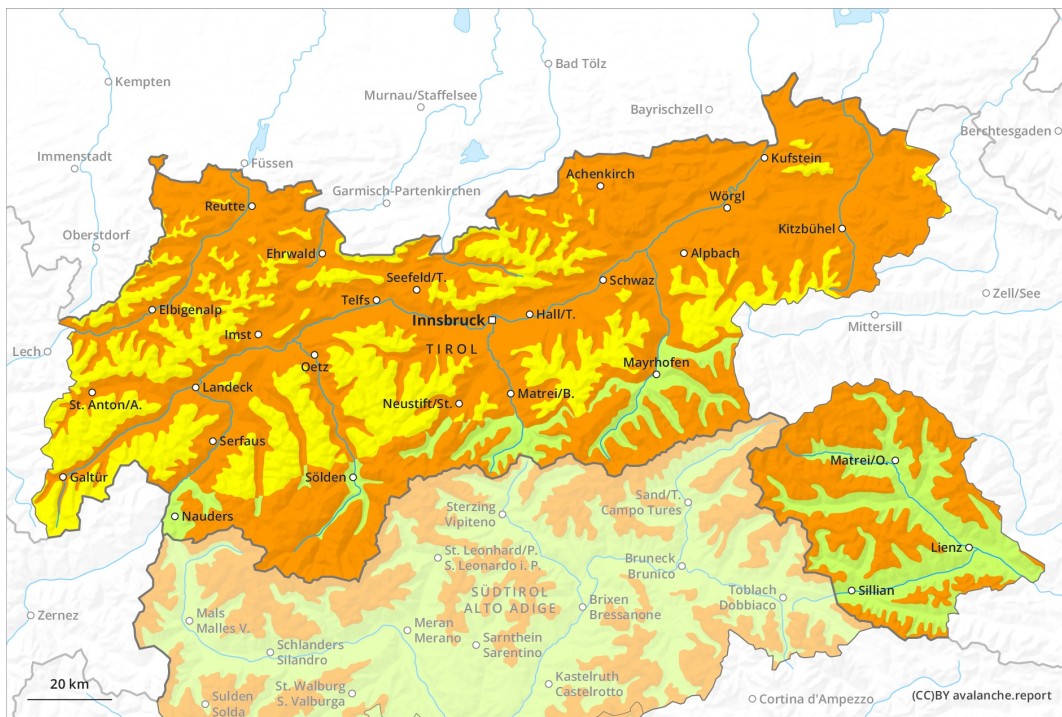 Bad Tölz
Kempten
Murnau/Staffelsee
Bayrischzell
Berchtesgaden
Immenstadt
Füssen
Kufstein
Achenkirch
Garmisch-Partenkirchen
Reutte
Wörgl
Oberstdorf
Kitzbühel
Ehrwald
Alpbach
Seefeld/T.
Schwaz
Zell/See
Telfs
Elbigenalp
Innsbruck
Hall/T.
Mittersill
Imst
TIROL
Lech
Oetz
Mayrhofen
Landeck
St. Anton/A.
Neustift/St.
Matrei/B.
Serfaus
Matrei/O.
Galtür
Sölden
Sand/T.
Campo Tures
Sterzing
Vipiteno
Nauders
Lienz
St. Leonhard/P.
S. Leonardo i. P.
Bruneck
Brunico
Sillian
SÜDTIROL
ALTO ADIGE
Toblach
Dobbiaco
Zernez
Mals
Malles V.
Brixen
Bressanone
Meran
Merano
Schlanders
Silandro
Sarnthein
Sarentino
Kastelruth
Castelrotto
20 km
St. Walburg
S. Valburga
Sulden
Solda
Cortina d'Ampezzo
(CC)BY avalanche.report